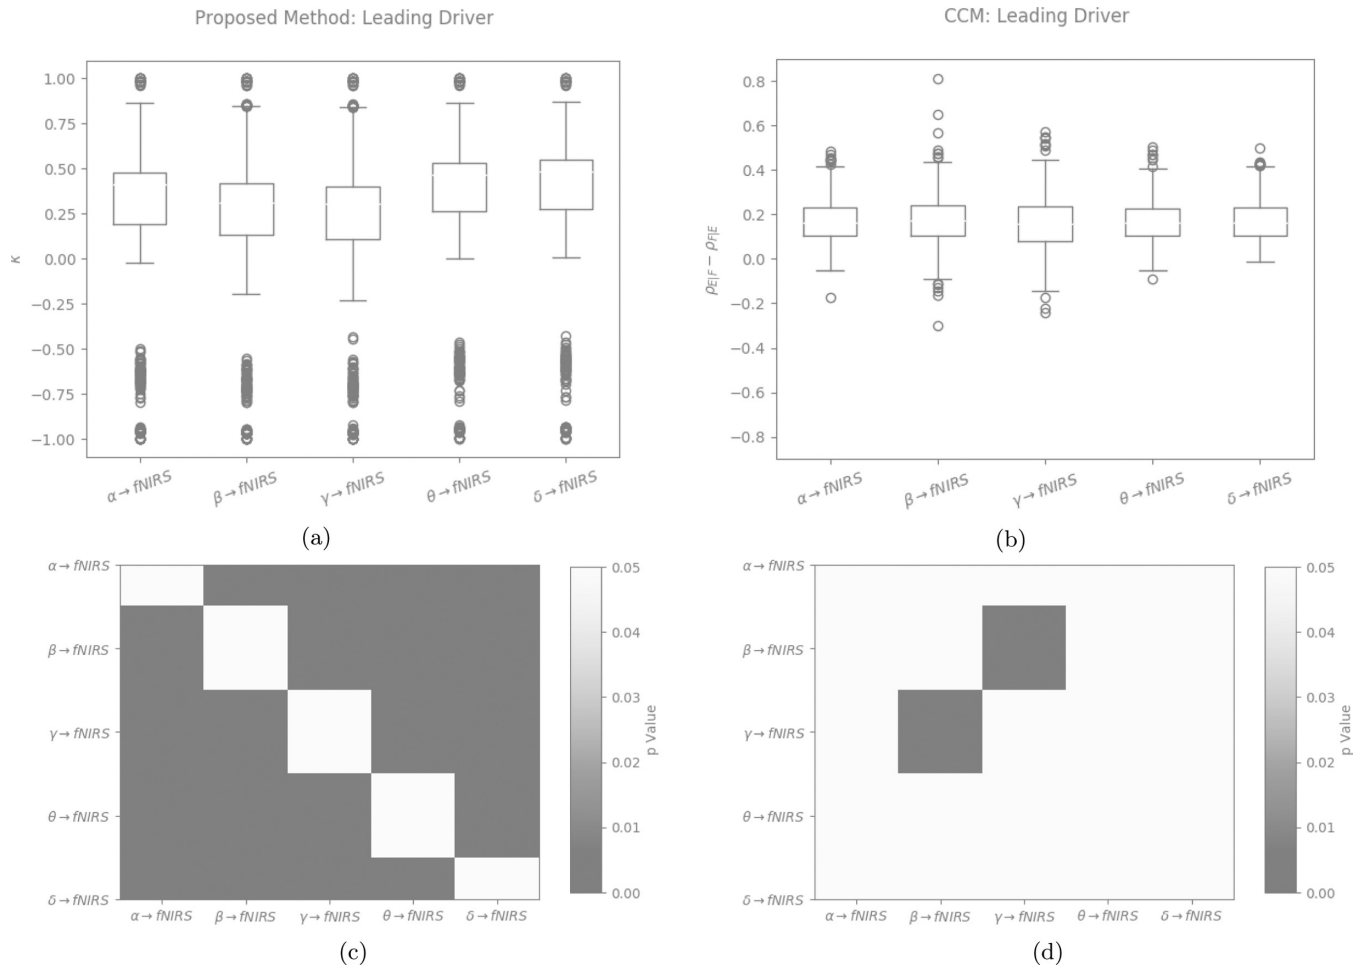 Proposed Method: Leading Driver
1.00
0.75
0.50
0.25
0.00
−0.25
−0.50
−0.75
−1.00
κ
α→fNIRS
β→fNIRS
γ→fNIRS
θ→fNIRS
δ→fNIRS
(a)
CCM: Leading Driver
0.8
0.6
0.4
0.2
0.0
−0.2
−0.4
−0.6
−0.8
ρE|F − ρF|E
α→fNIRS
β→fNIRS
γ→fNIRS
θ→fNIRS
δ→fNIRS
(b)
α→fNIRS
β→fNIRS
γ→fNIRS
θ→fNIRS
δ→fNIRS
α→fNIRS
β→fNIRS
γ→fNIRS
θ→fNIRS
δ→fNIRS
0.05
0.04
0.03
0.02
0.01
0.00
p Value
(c)
α→fNIRS
β→fNIRS
γ→fNIRS
θ→fNIRS
δ→fNIRS
α→fNIRS
β→fNIRS
γ→fNIRS
θ→fNIRS
δ→fNIRS
0.05
0.04
0.03
0.02
0.01
0.00
p Value
(d)